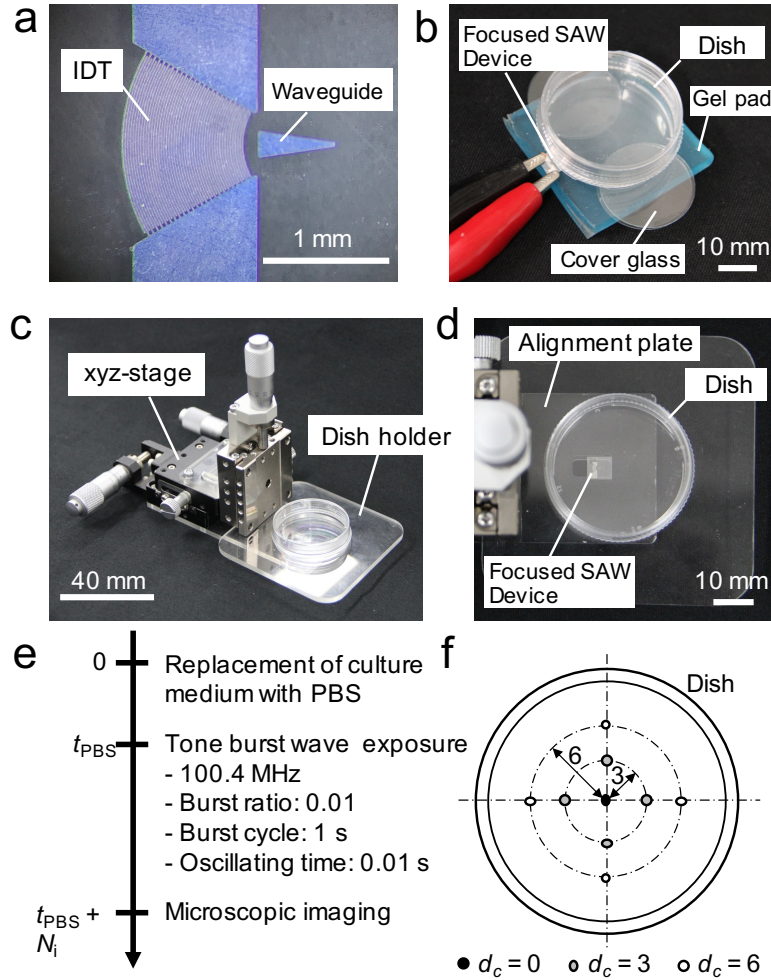 a
IDT
Waveguide
1 mm
b
Focused SAW
Device
Dish
Gel pad
Cover glass
10 mm
c
xyz-stage
Dish holder
40 mm
d
Alignment plate
Dish
Focused SAW
Device
10 mm
e
0
Replacement of culture
medium with PBS
tPBS
Tone burst wave exposure
- 100.4 MHz
- Burst ratio: 0.01
- Burst cycle: 1 s
- Oscillating time: 0.01 s
tPBS +
Ni
Microscopic imaging
f
Dish
6
3
dc = 0
dc = 3
dc = 6